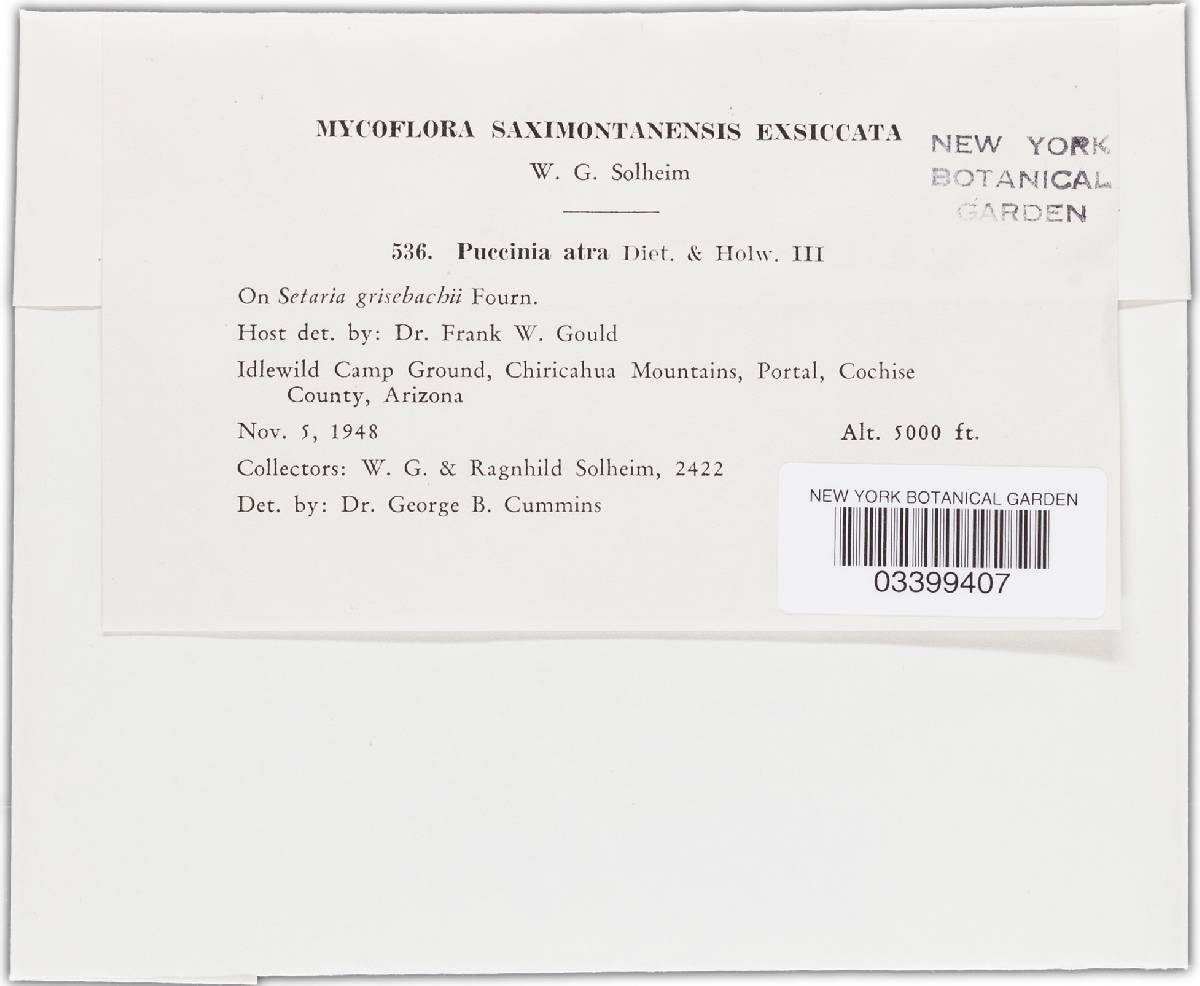 MYCOFLORA SAXIMONTANENSIS EXSICCATA
W. G. Solheim
NEW YORK
BOTANICAL
GARDEN
536. Puccinia atra Diet. & Holw. III
On Setaria grisebachii Fourn.
Host det. by: Dr. Frank W. Gould
Idlewild Camp Ground, Chiricahua Mountains, Portal, Cochise
County, Arizona
Nov. 5, 1948 Alt. 5000 ft.
Collectors: W. G. & Ragnhild Solheim, 2422
Det. by: Dr. George B. Cummins
NEW YORK BOTANICAL GARDEN
03399407